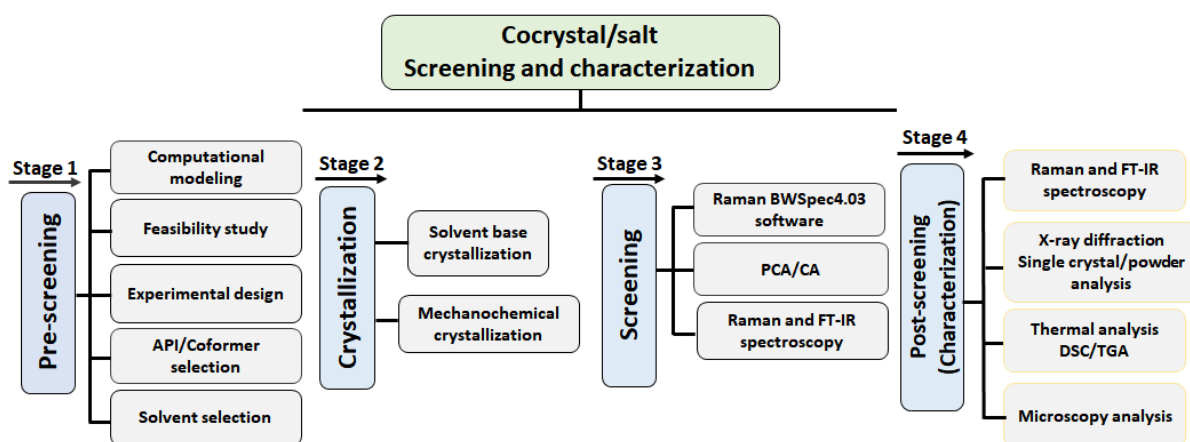 Cocrystal/salt
Screening and characterization
Stage 1
Pre-screening
Computational
modeling
Feasibility study
Experimental design
API/Coformer
selection
Solvent selection
Stage 2
Crystallization
Solvent base
crystallization
Mechanochemical
crystallization
Stage 3
Screening
Raman BWSpec4.03
software
PCA/CA
Raman and FT-IR
spectroscopy
Stage 4
Post-screening
(Characterization)
Raman and FT-IR
spectroscopy
X-ray diffraction
Single crystal/powder
analysis
Thermal analysis
DSC/TGA
Microscopy analysis